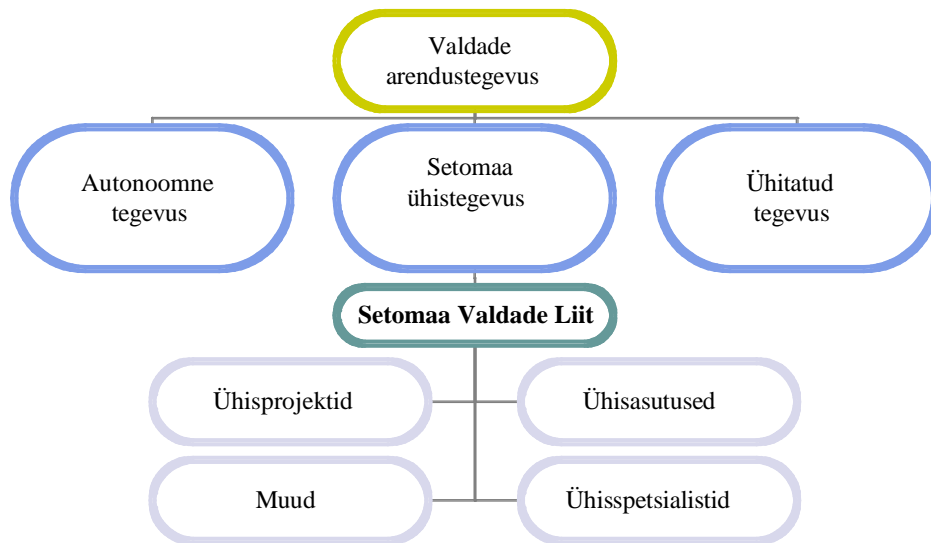 Valdade
arendustegevus
Autonoomne
tegevus
Setomaa
ühistegevus
Ühitatud
tegevus
Setomaa Valdade Liit
Ühisprojektid
Ühisasutused
Muud
Ühisspetsialistid